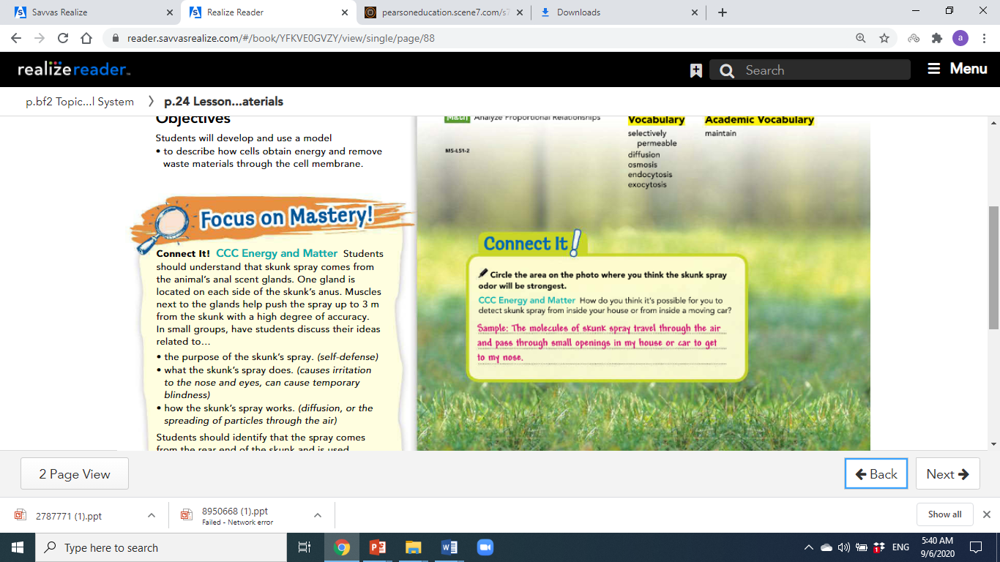 Savvas Realize
Realize Reader
pearsoneducation.scene7.com/s7
Downloads
reader.savvasrealize.com/#/book/YFKVE0GVZY/view/single/page/88
a
realizereader
Search
Menu
p.bf2 Topic...l System
p.24 Lesson...aterials
Objectives
Students will develop and use a model
• to describe how cells obtain energy and remove
waste materials through the cell membrane.
Focus on Mastery!
Connect It! CCC Energy and Matter Students
should understand that skunk spray comes from
the animal's anal scent glands. One gland is
located on each side of the skunk's anus. Muscles
next to the glands help push the spray up to 3 m
from the skunk with a high degree of accuracy.
In small groups, have students discuss their ideas
related to…
• the purpose of the skunk's spray. (self-defense)
• what the skunk's spray does. (causes irritation
to the nose and eyes, can cause temporary
blindness)
• how the skunk's spray works. (diffusion, or the
spreading of particles through the air)
Students should identify that the spray comes
from the rear end of the skunk and is used
Math Analyze Proportional Relationships
MS-LS1-2
Vocabulary
selectively
permeable
diffusion
osmosis
endocytosis
exocytosis
Academic Vocabulary
maintain
Connect It!
Circle the area on the photo where you think the skunk spray
odor will be strongest.
CCC Energy and Matter How do you think it's possible for you to
detect skunk spray from inside your house or from inside a moving car?
Sample: The molecules of skunk spray travel through the air
and pass through small openings in my house or car to get
to my nose.
2 Page View
Back
Next
2787771 (1).ppt
8950668 (1).ppt
Failed - Network error
Show all
Type here to search
ENG
5:40 AM
9/6/2020